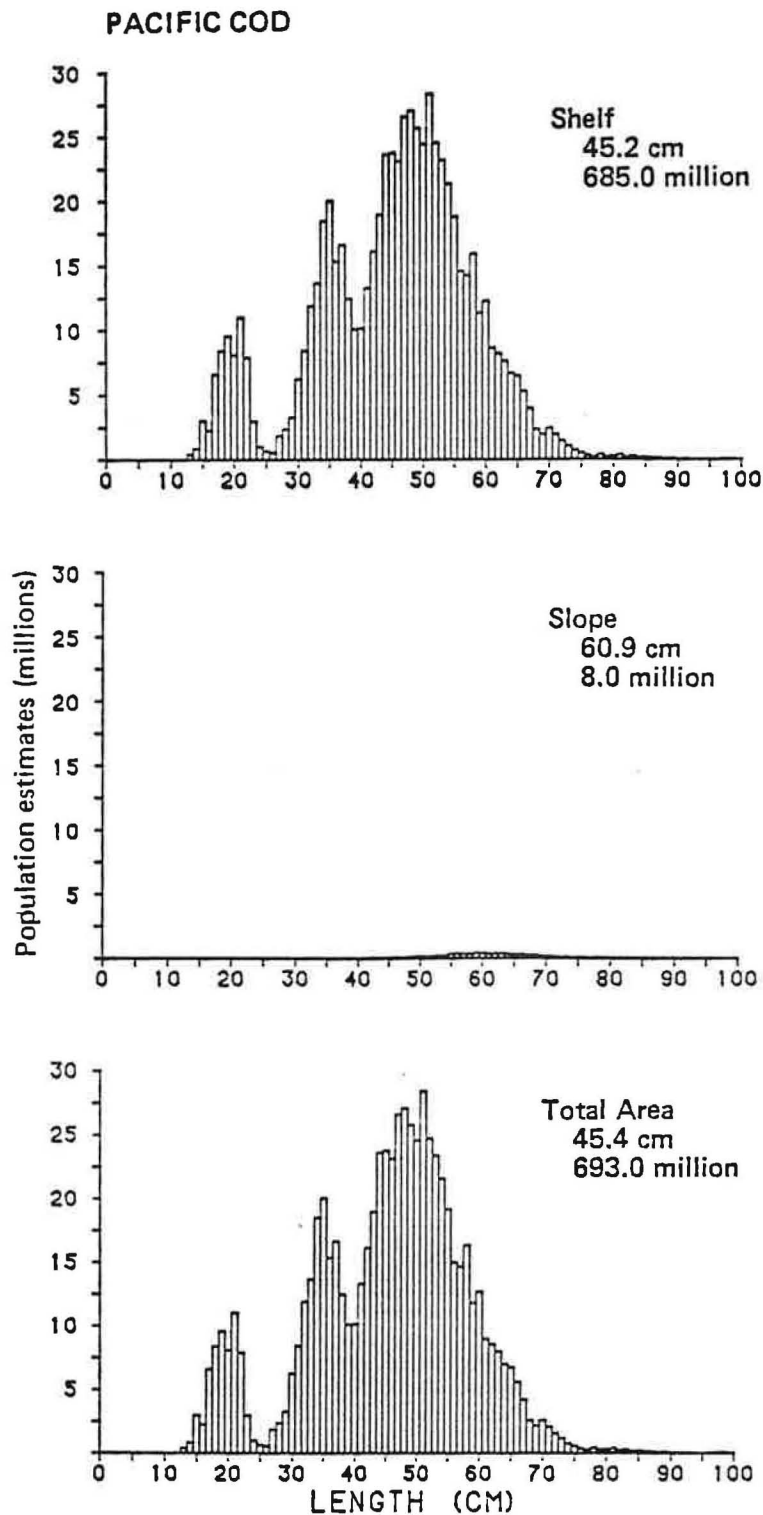 PACIFIC COD
30
25
20
15
10
5
Shelf
45.2 cm
685.0 million
0 10 20 30 40 50 60 70 80 90 100
Population estimates (millions)
30
25
20
15
10
5
Slope
60.9 cm
8.0 million
0 10 20 30 40 50 60 70 80 90 100
30
25
20
15
10
5
Total Area
45.4 cm
693.0 million
0 10 20 30 40 50 60 70 80 90 100
LENGTH (CM)